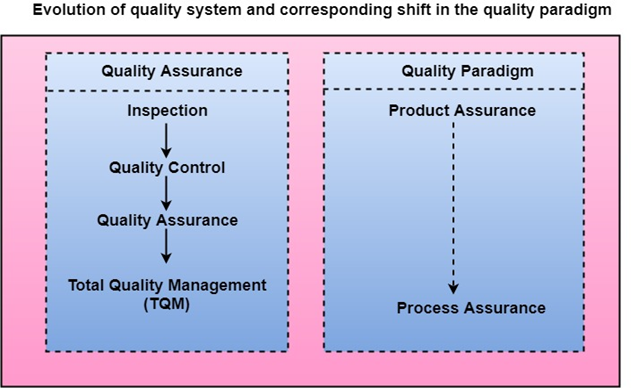 Evolution of quality system and corresponding shift in the quality paradigm
Quality Assurance
Inspection
Quality Control
Quality Assurance
Total Quality Management
(TQM)
Quality Paradigm
Product Assurance
Process Assurance